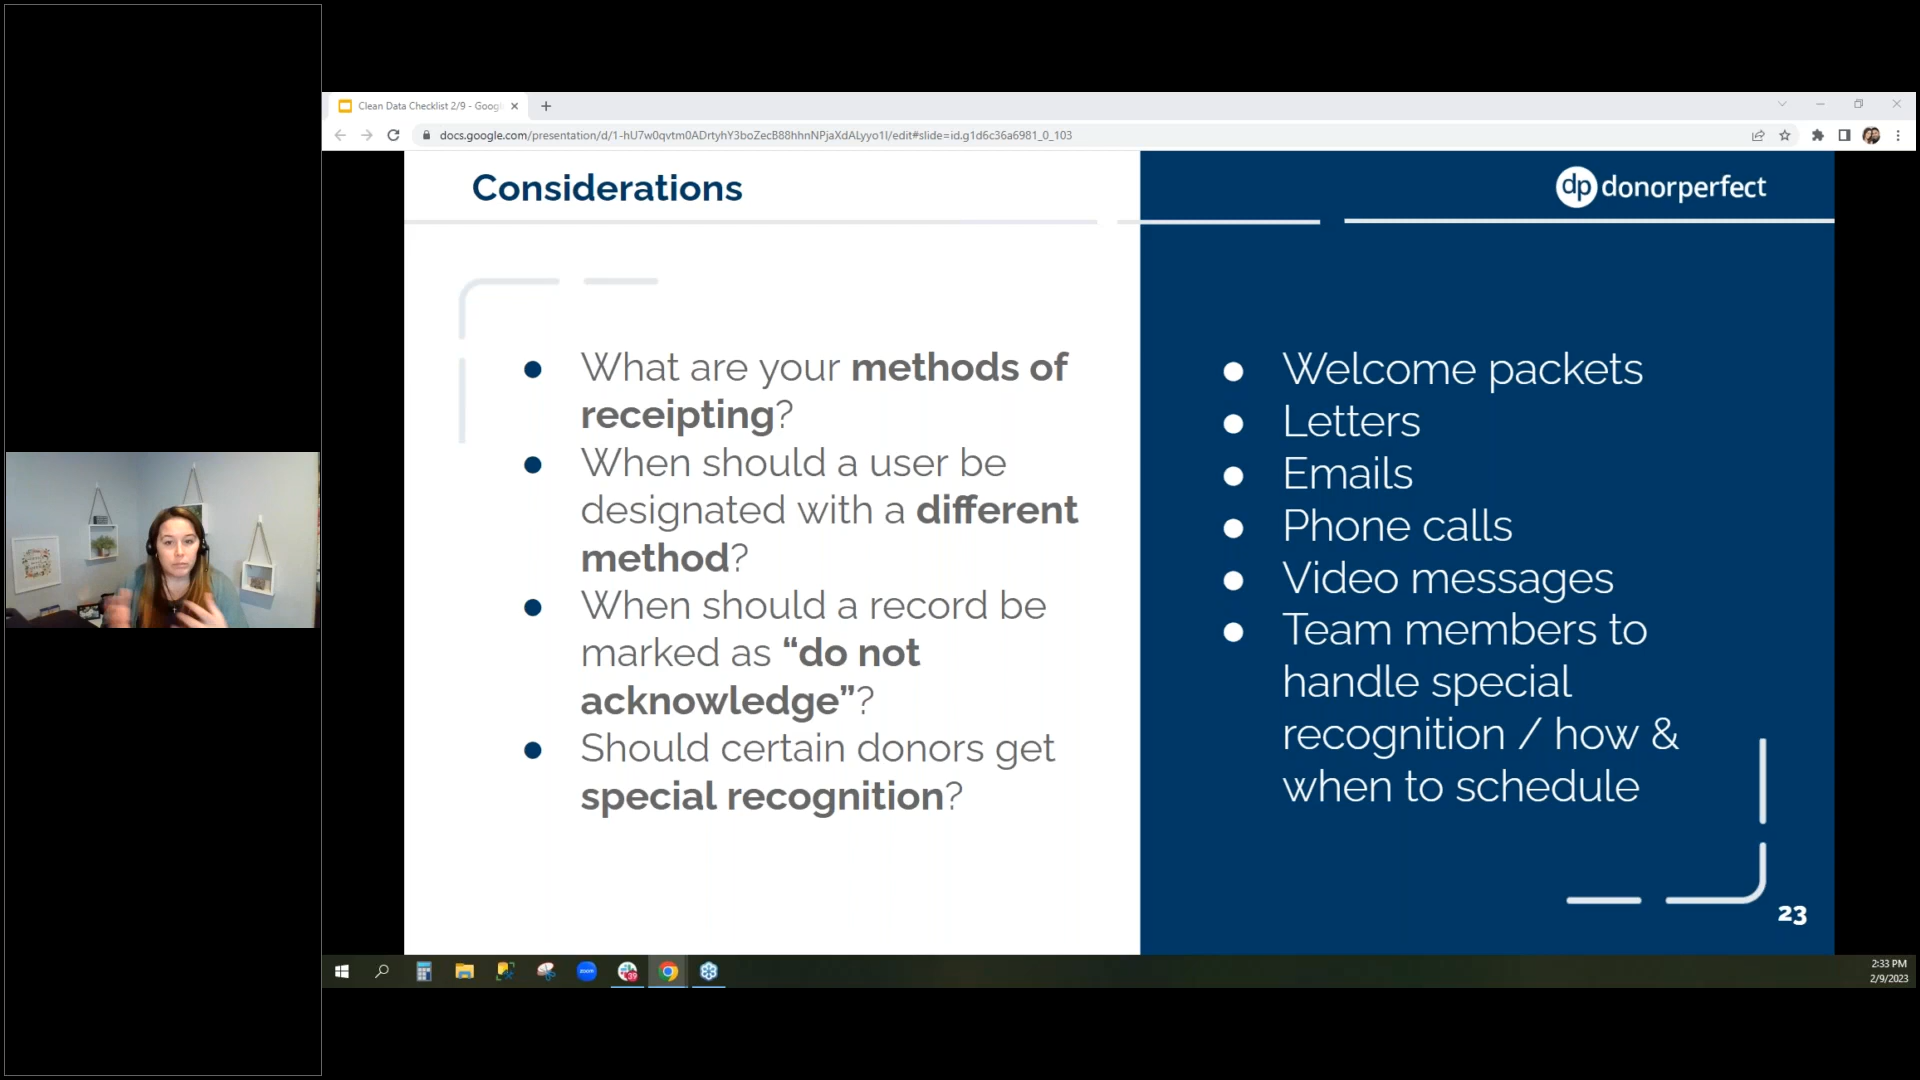 Clean Data Checklist 2/9 - Goog
docs.google.com/presentation/d/1-hU7w0qvtm0ADrtyhY3boZecB88hhnNPjaXdALyyo1I/edit#slide=id.g1d6c36a6981_0_103
Considerations
dp donorperfect
What are your methods of
receipting?
When should a user be
designated with a different
method?
When should a record be
marked as “do not
acknowledge”?
Should certain donors get
special recognition?
Welcome packets
Letters
Emails
Phone calls
Video messages
Team members to
handle special
recognition / how &
when to schedule
23
zoom
39
2:33 PM
2/9/2023